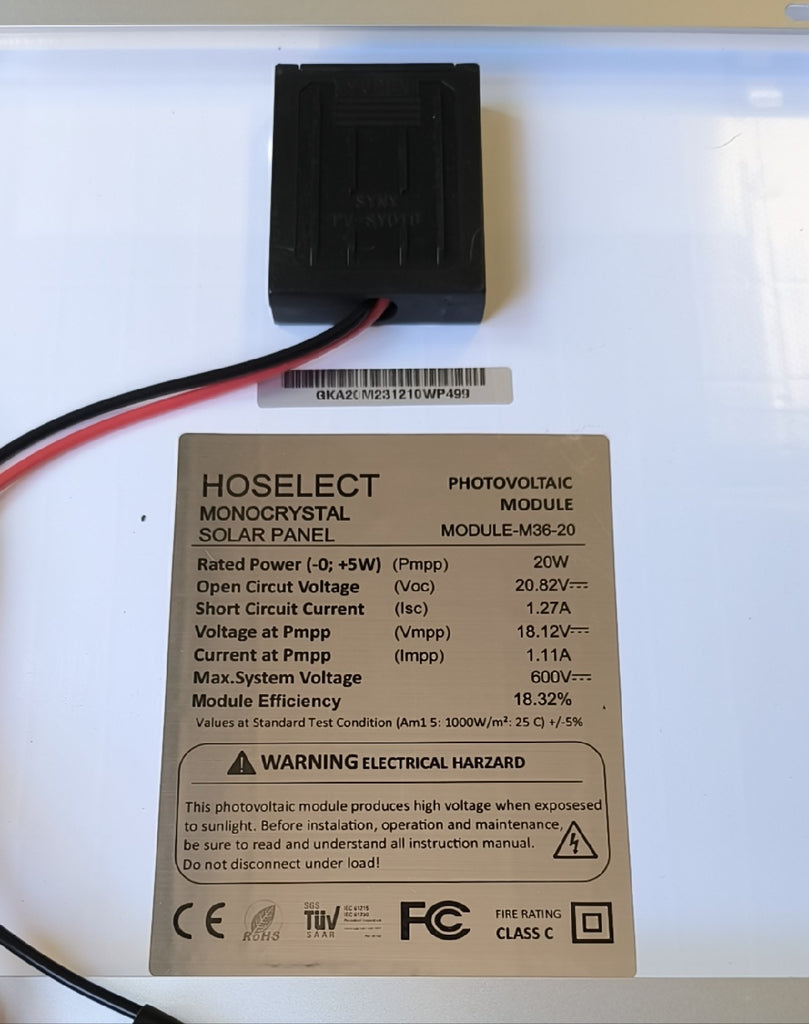 SYNX
GKA20M231210WP499
HOSELECT
MONOCRYSTAL
SOLAR PANEL
PHOTOVOLTAIC
MODULE
MODULE-M36-20
Rated Power (-0; +5W) (Pmpp) 20W
Open Circut Voltage (Voc) 20.82V⎓
Short Circuit Current (Isc) 1.27A
Voltage at Pmpp (Vmpp) 18.12V⎓
Current at Pmpp (Impp) 1.11A
Max.System Voltage 600V⎓
Module Efficiency 18.32%
Values at Standard Test Condition (Am1 5: 1000W/m²: 25 C) +/-5%
WARNING ELECTRICAL HARZARD
This photovoltaic module produces high voltage when exposesed
to sunlight. Before instalation, operation and maintenance,
be sure to read and understand all instruction manual.
Do not disconnect under load!
CE
RoHS
SGS
TÜV
SAAR
IEC 61215
FC
FIRE RATING
CLASS C